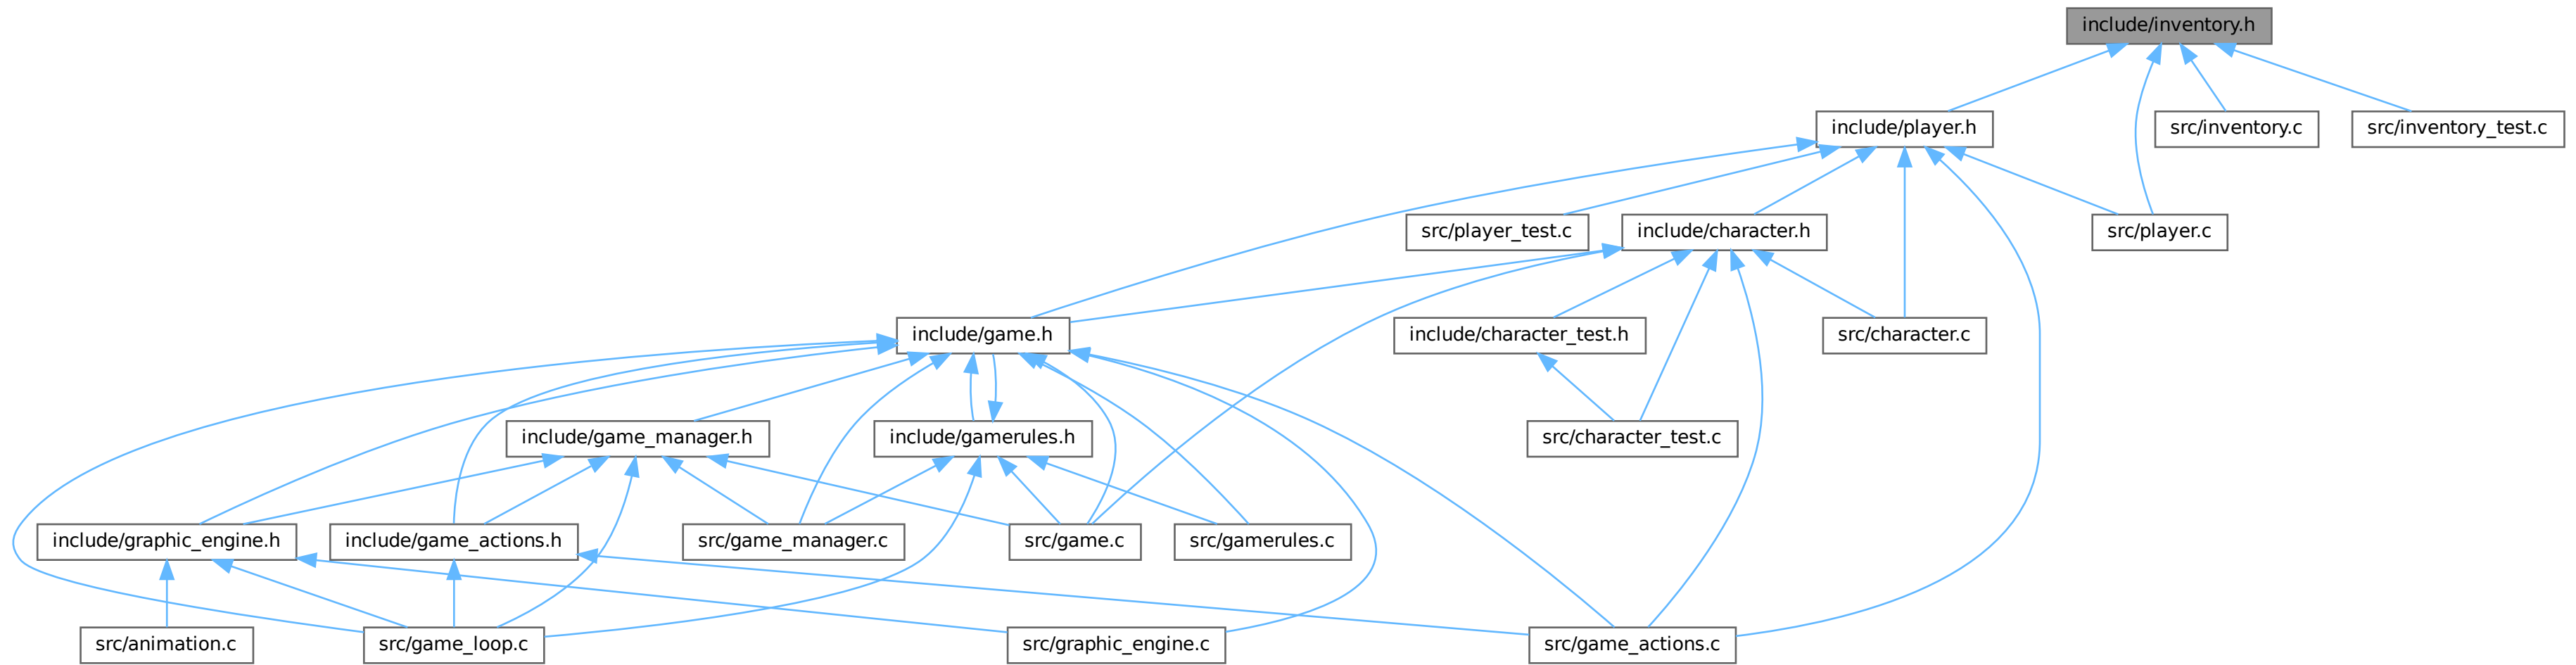 include/inventory.h
include/player.h
src/inventory.c
src/inventory_test.c
src/player_test.c
include/character.h
src/player.c
include/game.h
include/character_test.h
src/character.c
include/game_manager.h
include/gamerules.h
src/character_test.c
include/graphic_engine.h
include/game_actions.h
src/game_manager.c
src/game.c
src/gamerules.c
src/animation.c
src/game_loop.c
src/graphic_engine.c
src/game_actions.c